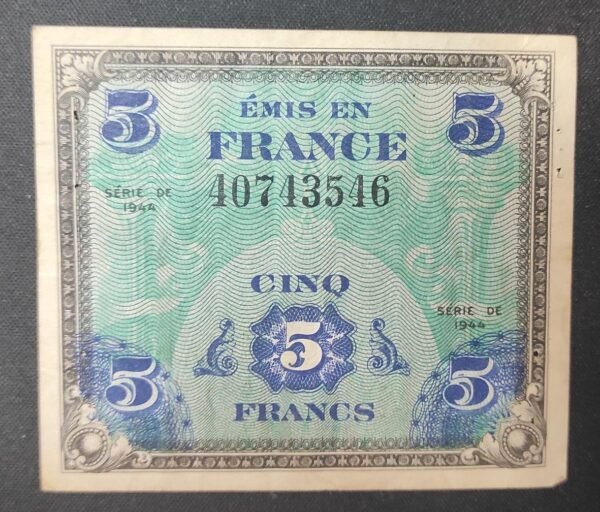 5 ÉMIS EN 5
FRANCE
40743546
SÉRIE DE
1944
CINQ
SÉRIE DE
1944
5
5 5
FRANCS